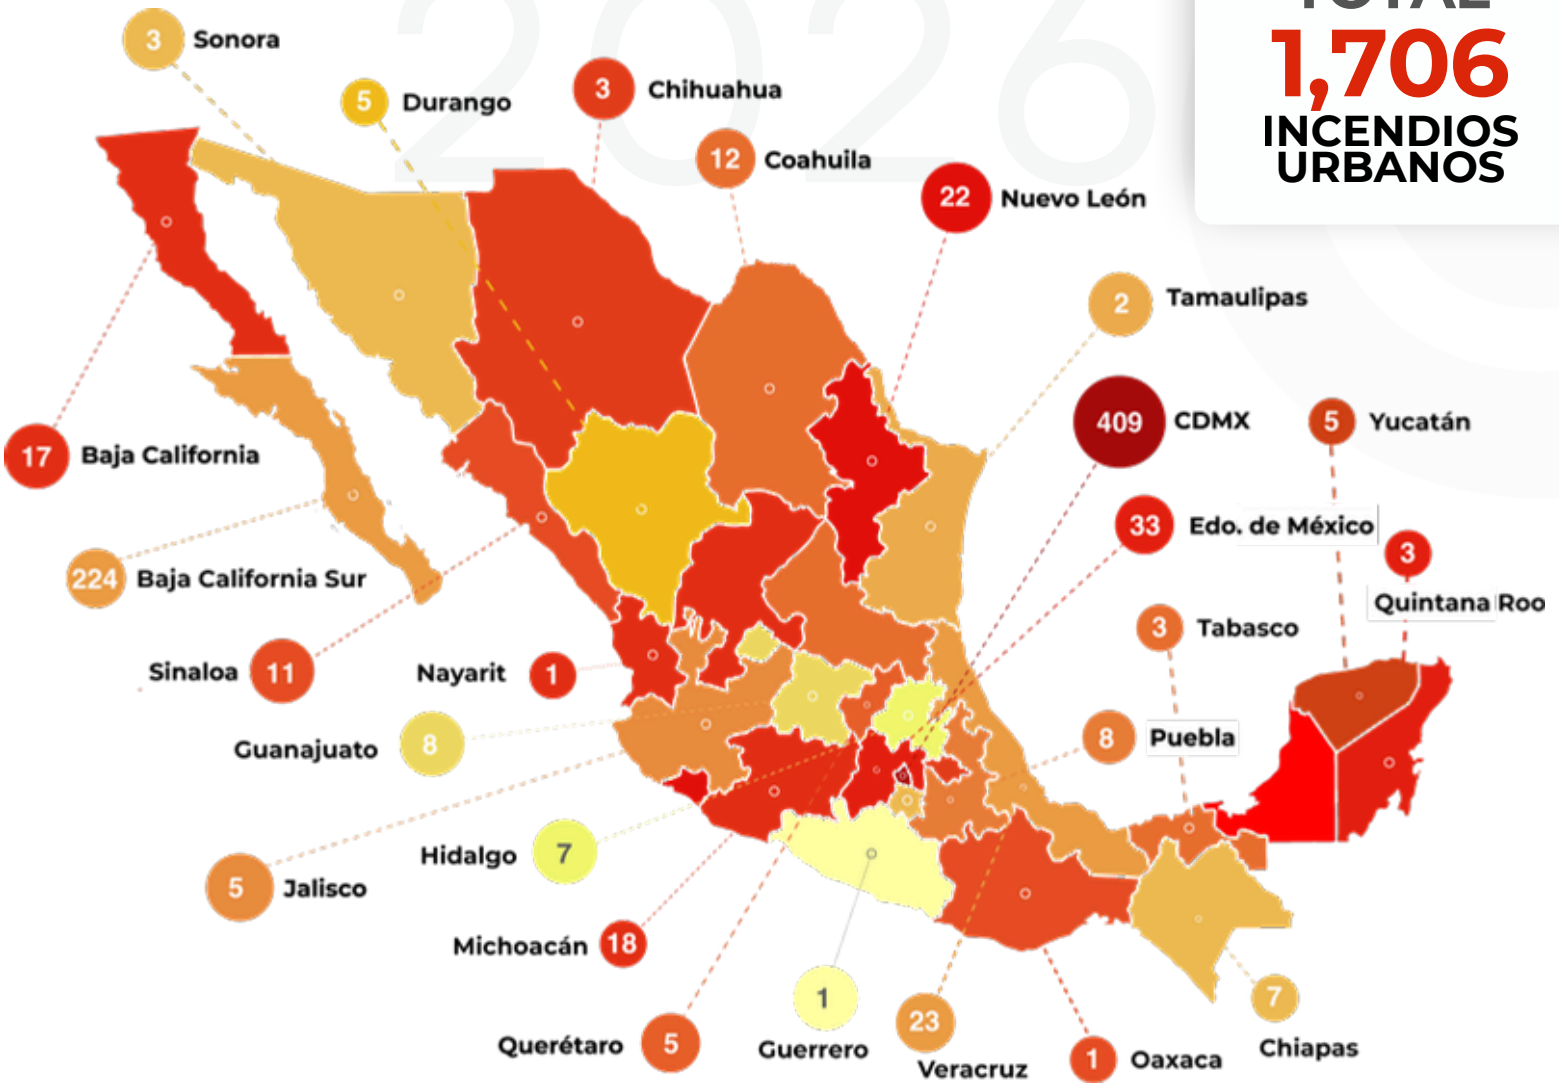 2026
TOTAL
1,706
INCENDIOS
URBANOS
3 Sonora
5 Durango
3 Chihuahua
12 Coahuila
22 Nuevo León
2 Tamaulipas
409 CDMX
5 Yucatán
17 Baja California
33 Edo. de México
3
Quintana Roo
224 Baja California Sur
3 Tabasco
Sinaloa 11
Nayarit 1
Guanajuato 8
8 Puebla
Hidalgo 7
5 Jalisco
Michoacán 18
1
Guerrero
23
Veracruz
7
Chiapas
Querétaro 5
1 Oaxaca